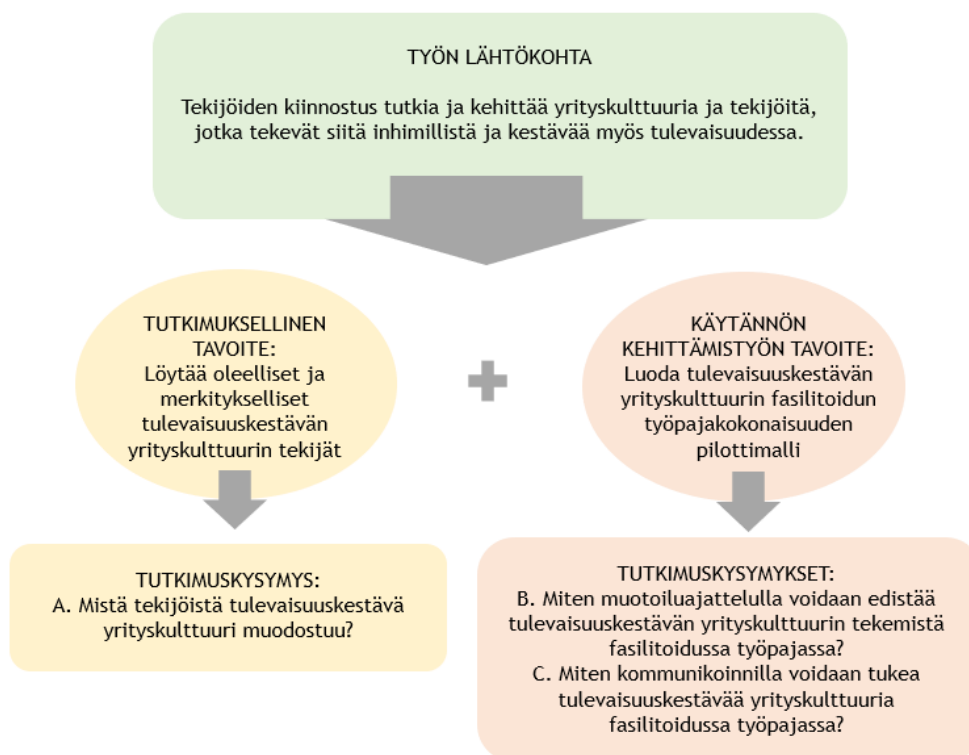 TYÖN LÄHTÖKOHTA
Tekijöiden kiinnostus tutkia ja kehittää yrityskulttuuria ja tekijöitä,
jotka tekevät siitä inhimillistä ja kestävää myös tulevaisuudessa.
TUTKIMUKSELLINEN
TAVOITE:
Löytää oleelliset ja
merkitykselliset
tulevaisuuskestävän
yrityskulttuurin tekijät
KÄYTÄNNÖN
KEHITTÄMISTYÖN TAVOITE:
Luoda tulevaisuuskestävän
yrityskulttuurin fasilitoidun
työpajakokonaisuuden
pilottimalli
TUTKIMUSKYSYMYS:
A. Mistä tekijöistä tulevaisuuskestävä
yrityskulttuuri muodostuu?
TUTKIMUSKYSYMYKSET:
B. Miten muotoiluajattelulla voidaan edistää
tulevaisuuskestävän yrityskulttuurin tekemistä
fasilitoidussa työpajassa?
C. Miten kommunikoinnilla voidaan tukea
tulevaisuuskestävää yrityskulttuuria
fasilitoidussa työpajassa?